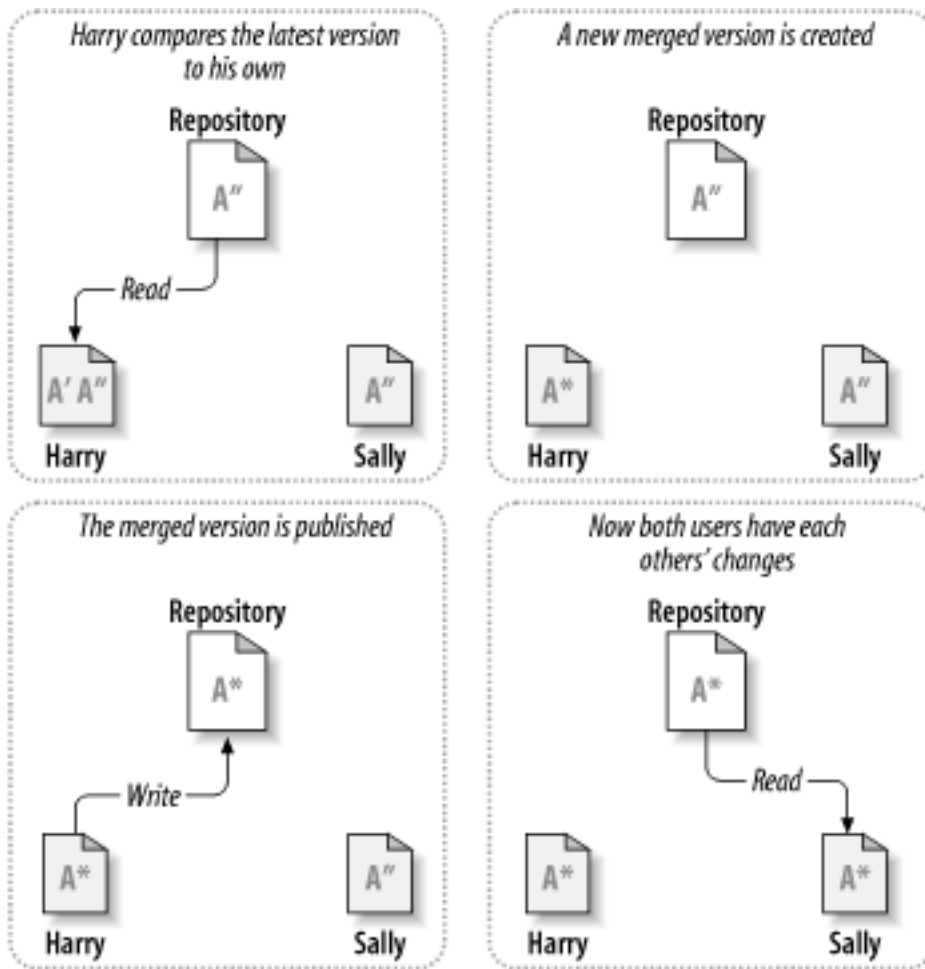 Harry compares the latest version
to his own
Repository
A″
Read
A′ A″
A″
Harry
Sally
A new merged version is created
Repository
A″
A*
A″
Harry
Sally
The merged version is published
Repository
A*
Write
A*
A″
Harry
Sally
Now both users have each
others’ changes
Repository
A*
Read
A*
A*
Harry
Sally